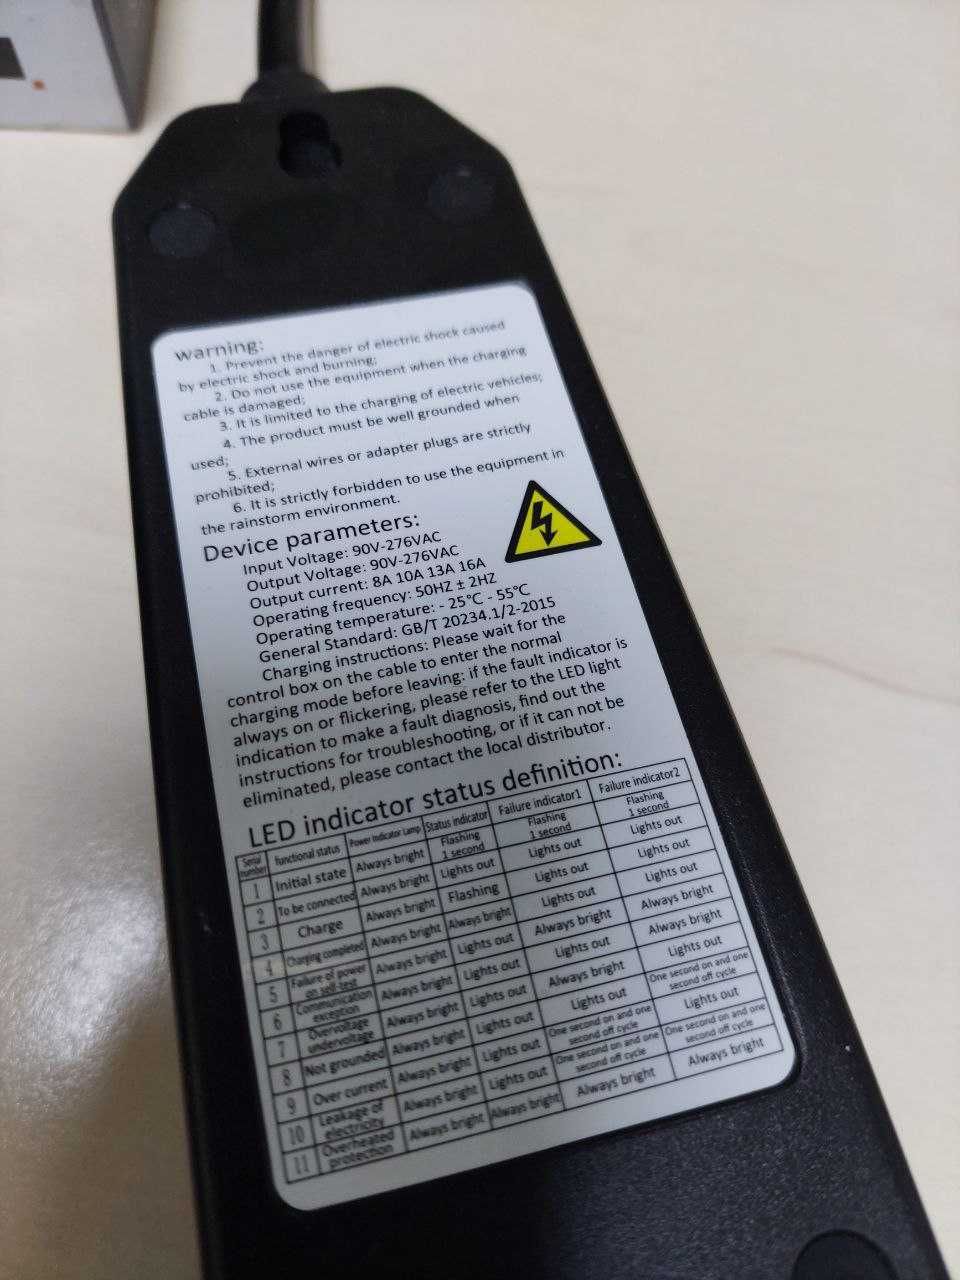 warning:
1. Prevent the danger of electric shock caused
by electric shock and burning;
2. Do not use the equipment when the charging
cable is damaged;
3. It is limited to the charging of electric vehicles;
4. The product must be well grounded when
used;
5. External wires or adapter plugs are strictly
prohibited;
6. It is strictly forbidden to use the equipment in
the rainstorm environment.
Device parameters:
Input Voltage: 90V-276VAC
Output Voltage: 90V-276VAC
Output current: 8A 10A 13A 16A
Operating frequency: 50HZ ± 2HZ
Operating temperature: - 25℃ - 55℃
General Standard: GB/T 20234.1/2-2015
Charging instructions: Please wait for the
control box on the cable to enter the normal
charging mode before leaving; if the fault indicator is
always on or flickering, please refer to the LED light
indication to make a fault diagnosis, find out the
instructions for troubleshooting, or if it can not be
eliminated, please contact the local distributor.
LED indicator status definition:
Serial number functional status Power Indicator Lamp Status indicator Failure indicator1 Failure indicator2
1 Initial state Always bright Flashing 1 second Flashing 1 second Flashing 1 second
2 To be connected Always bright Lights out Lights out Lights out
3 Charge Always bright Flashing Lights out Lights out
4 Charging completed Always bright Always bright Lights out Lights out
5 Failure of power on self-test Always bright Lights out Always bright Always bright
6 Communication exception Always bright Lights out Lights out Always bright
7 Overvoltage undervoltage Always bright Lights out Always bright Lights out
8 Not grounded Always bright Lights out Lights out One second on and one second off cycle
9 Over current Always bright Lights out One second on and one second off cycle Lights out
10 Leakage of electricity Always bright Lights out One second on and one second off cycle One second on and one second off cycle
11 Overheated protection Always bright Always bright Always bright Always bright